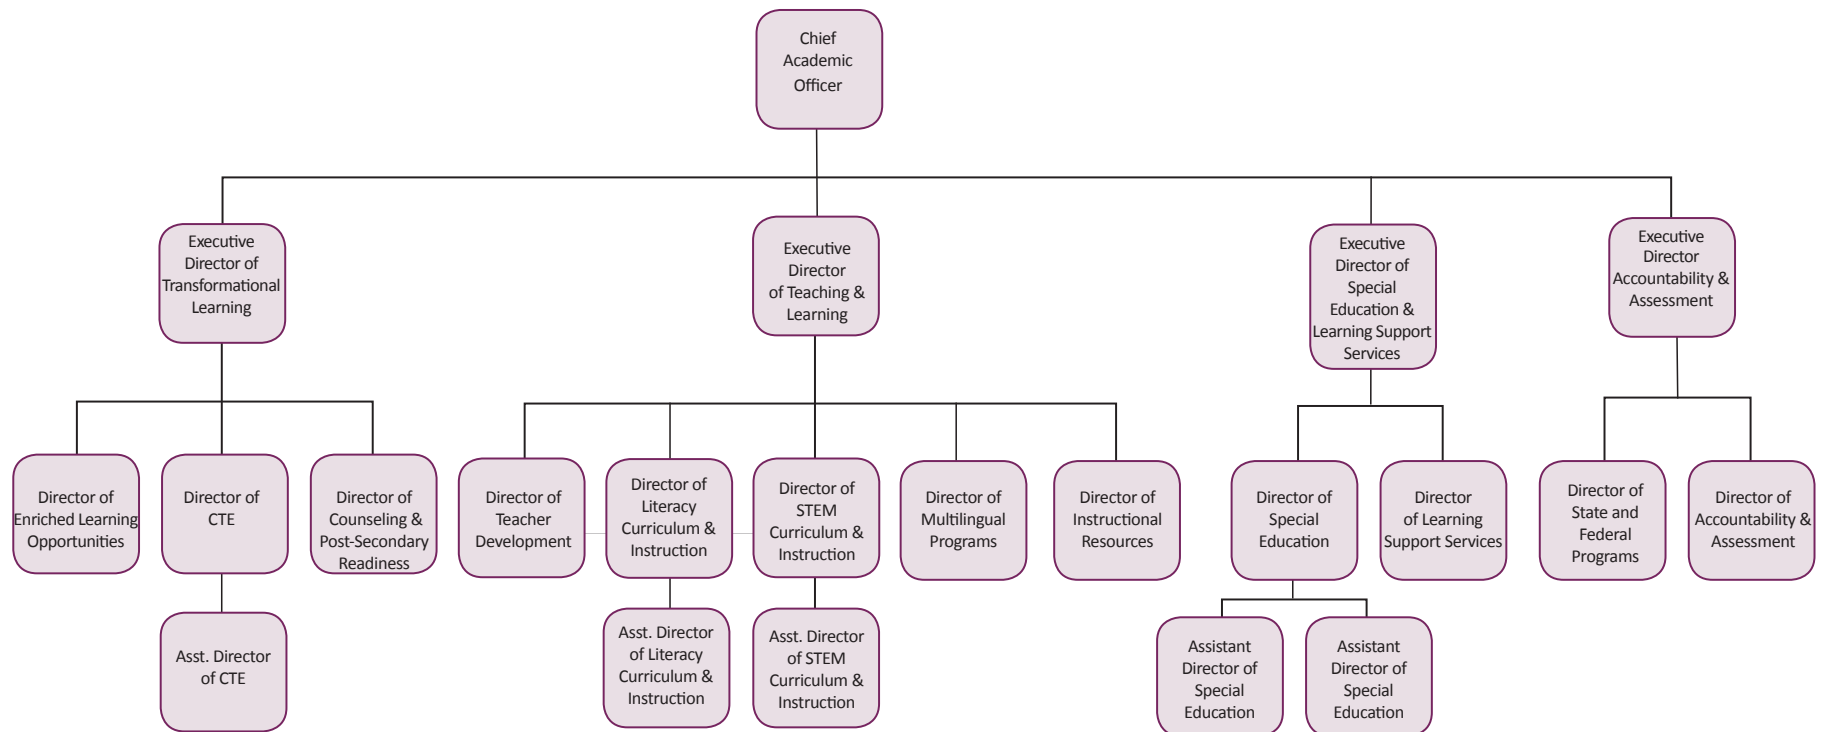 Chief
Academic
Officer
Executive
Director of
Transformational
Learning
Executive
Director
of Teaching &
Learning
Executive
Director of
Special
Education &
Learning Support
Services
Executive
Director
Accountability &
Assessment
Director of
Enriched Learning
Opportunities
Director of
CTE
Director of
Counseling &
Post-Secondary
Readiness
Director of
Teacher
Development
Director of
Literacy
Curriculum &
Instruction
Director of
STEM
Curriculum &
Instruction
Director of
Multilingual
Programs
Director of
Instructional
Resources
Director of
Special
Education
Director
of Learning
Support Services
Director of
State and
Federal
Programs
Director of
Accountability &
Assessment
Asst. Director
of CTE
Asst. Director
of Literacy
Curriculum &
Instruction
Asst. Director
of STEM
Curriculum &
Instruction
Assistant
Director of
Special
Education
Assistant
Director of
Special
Education